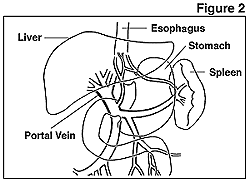 Figure 2
Esophagus
Liver
Stomach
Spleen
Portal Vein